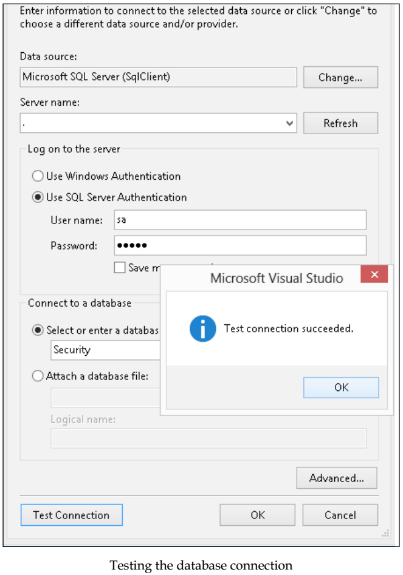 Enter information to connect to the selected data source or click "Change" to
choose a different data source and/or provider.
Data source:
Microsoft SQL Server (SqlClient)
Change...
Server name:
.
Refresh
Log on to the server
Use Windows Authentication
Use SQL Server Authentication
User name:
sa
Password:
●●●●●
Save m
Microsoft Visual Studio
Test connection succeeded.
OK
Connect to a database
Select or enter a databas
Security
Attach a database file:
Logical name:
Advanced...
Test Connection
OK
Cancel
Testing the database connection